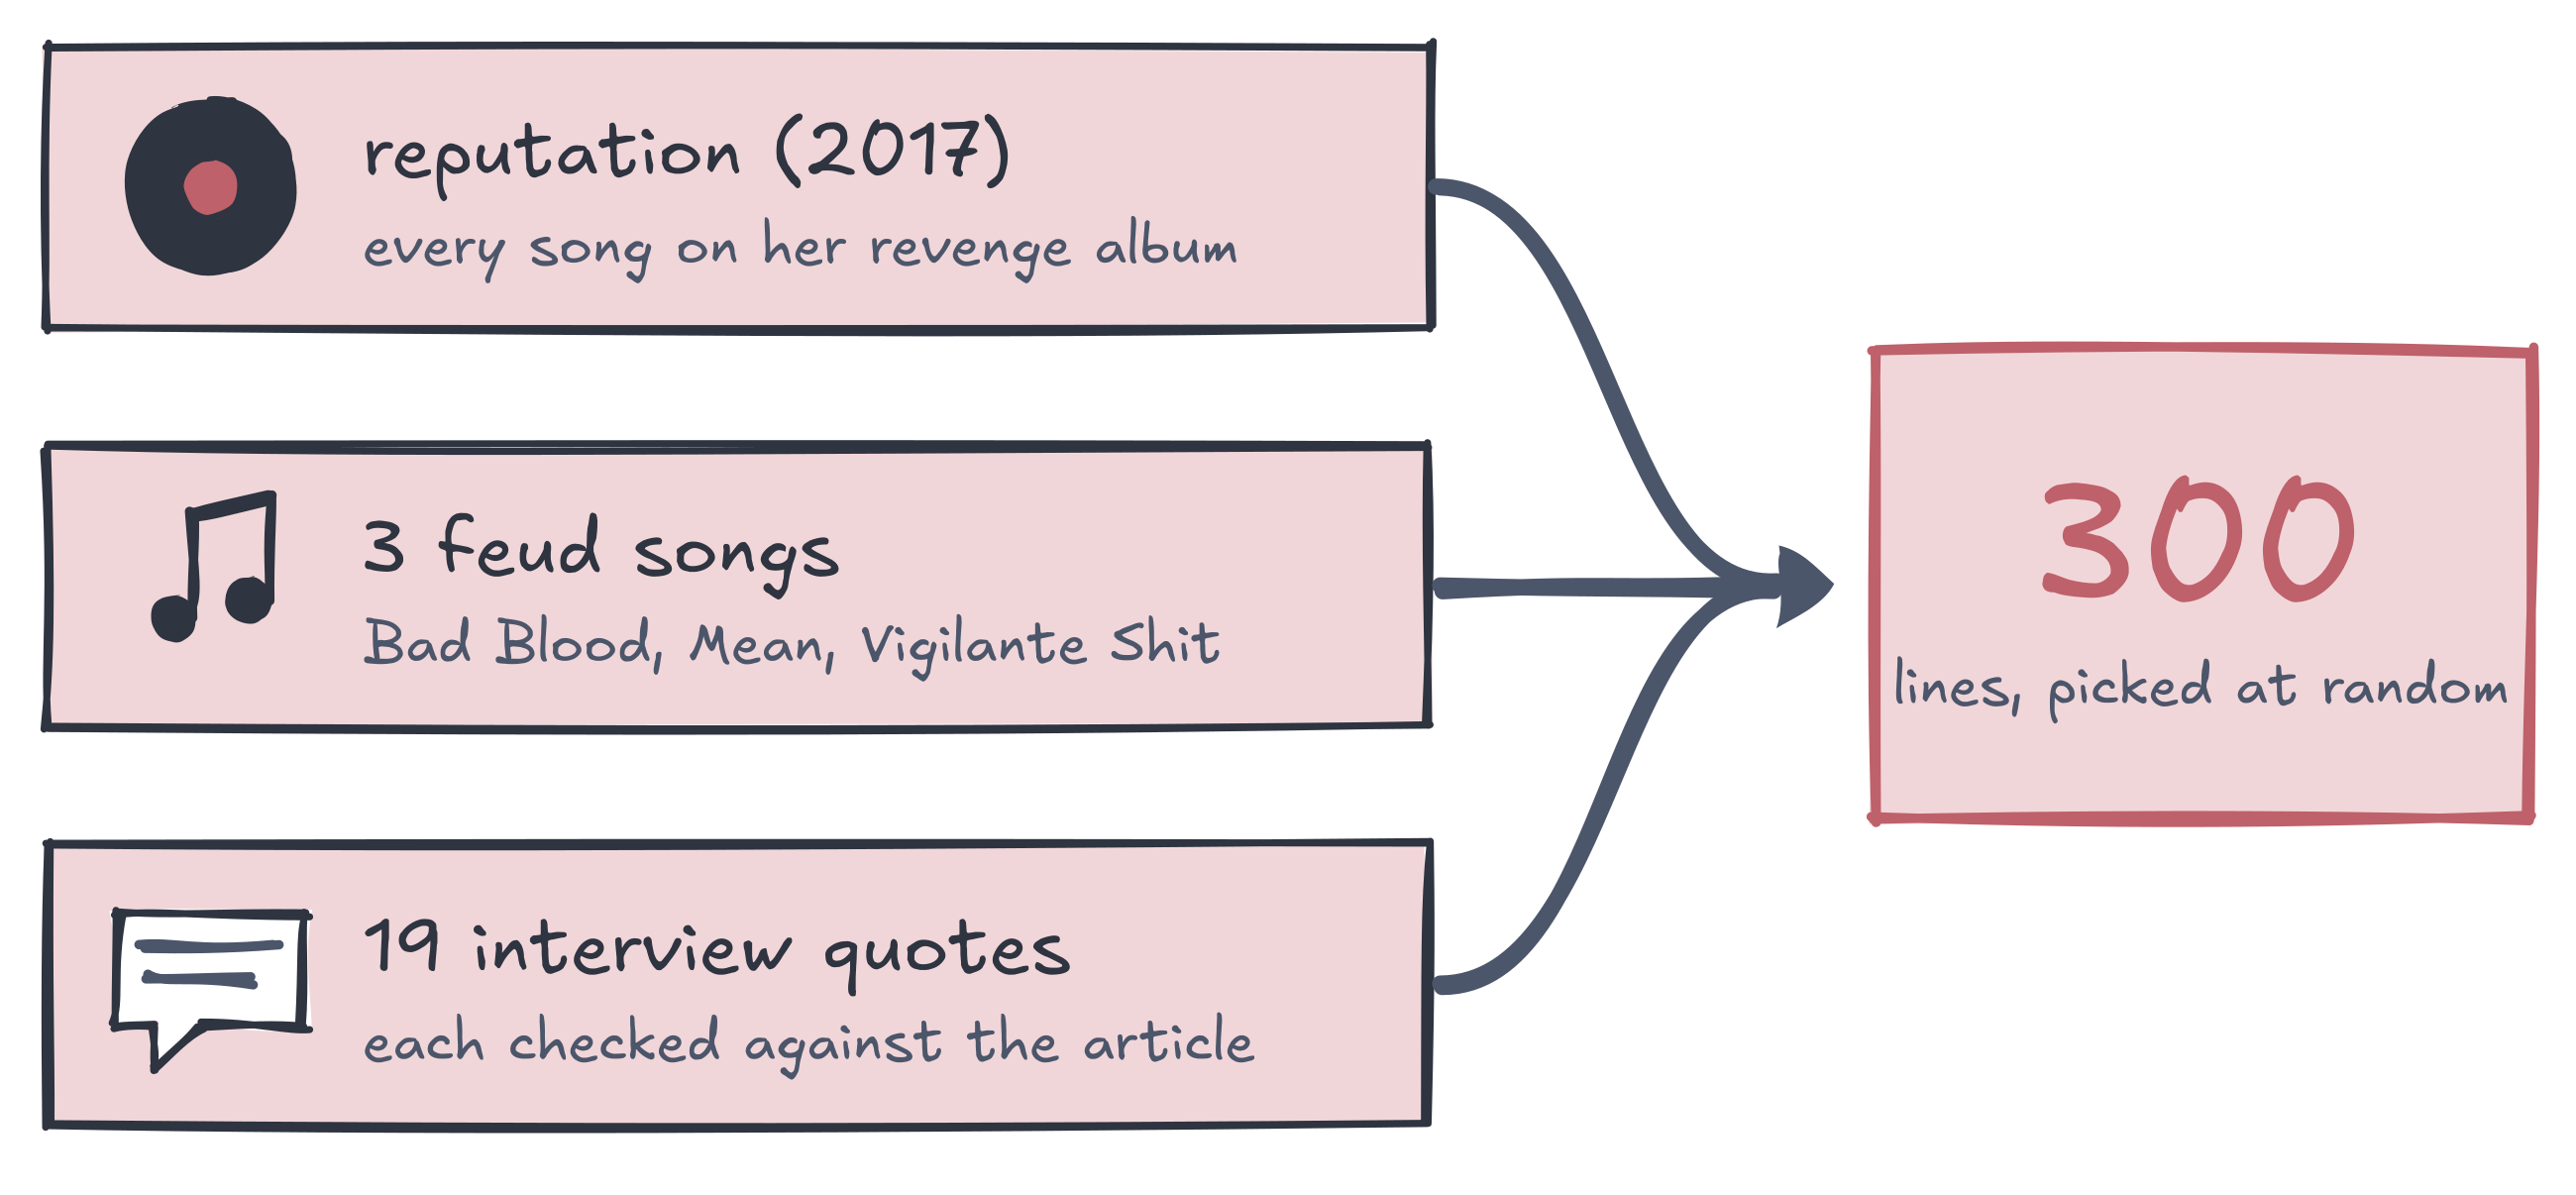 reputation (2017)
every song on her revenge album
3 feud songs
Bad Blood, Mean, Vigilante Shit
19 interview quotes
each checked against the article
300
lines, picked at random